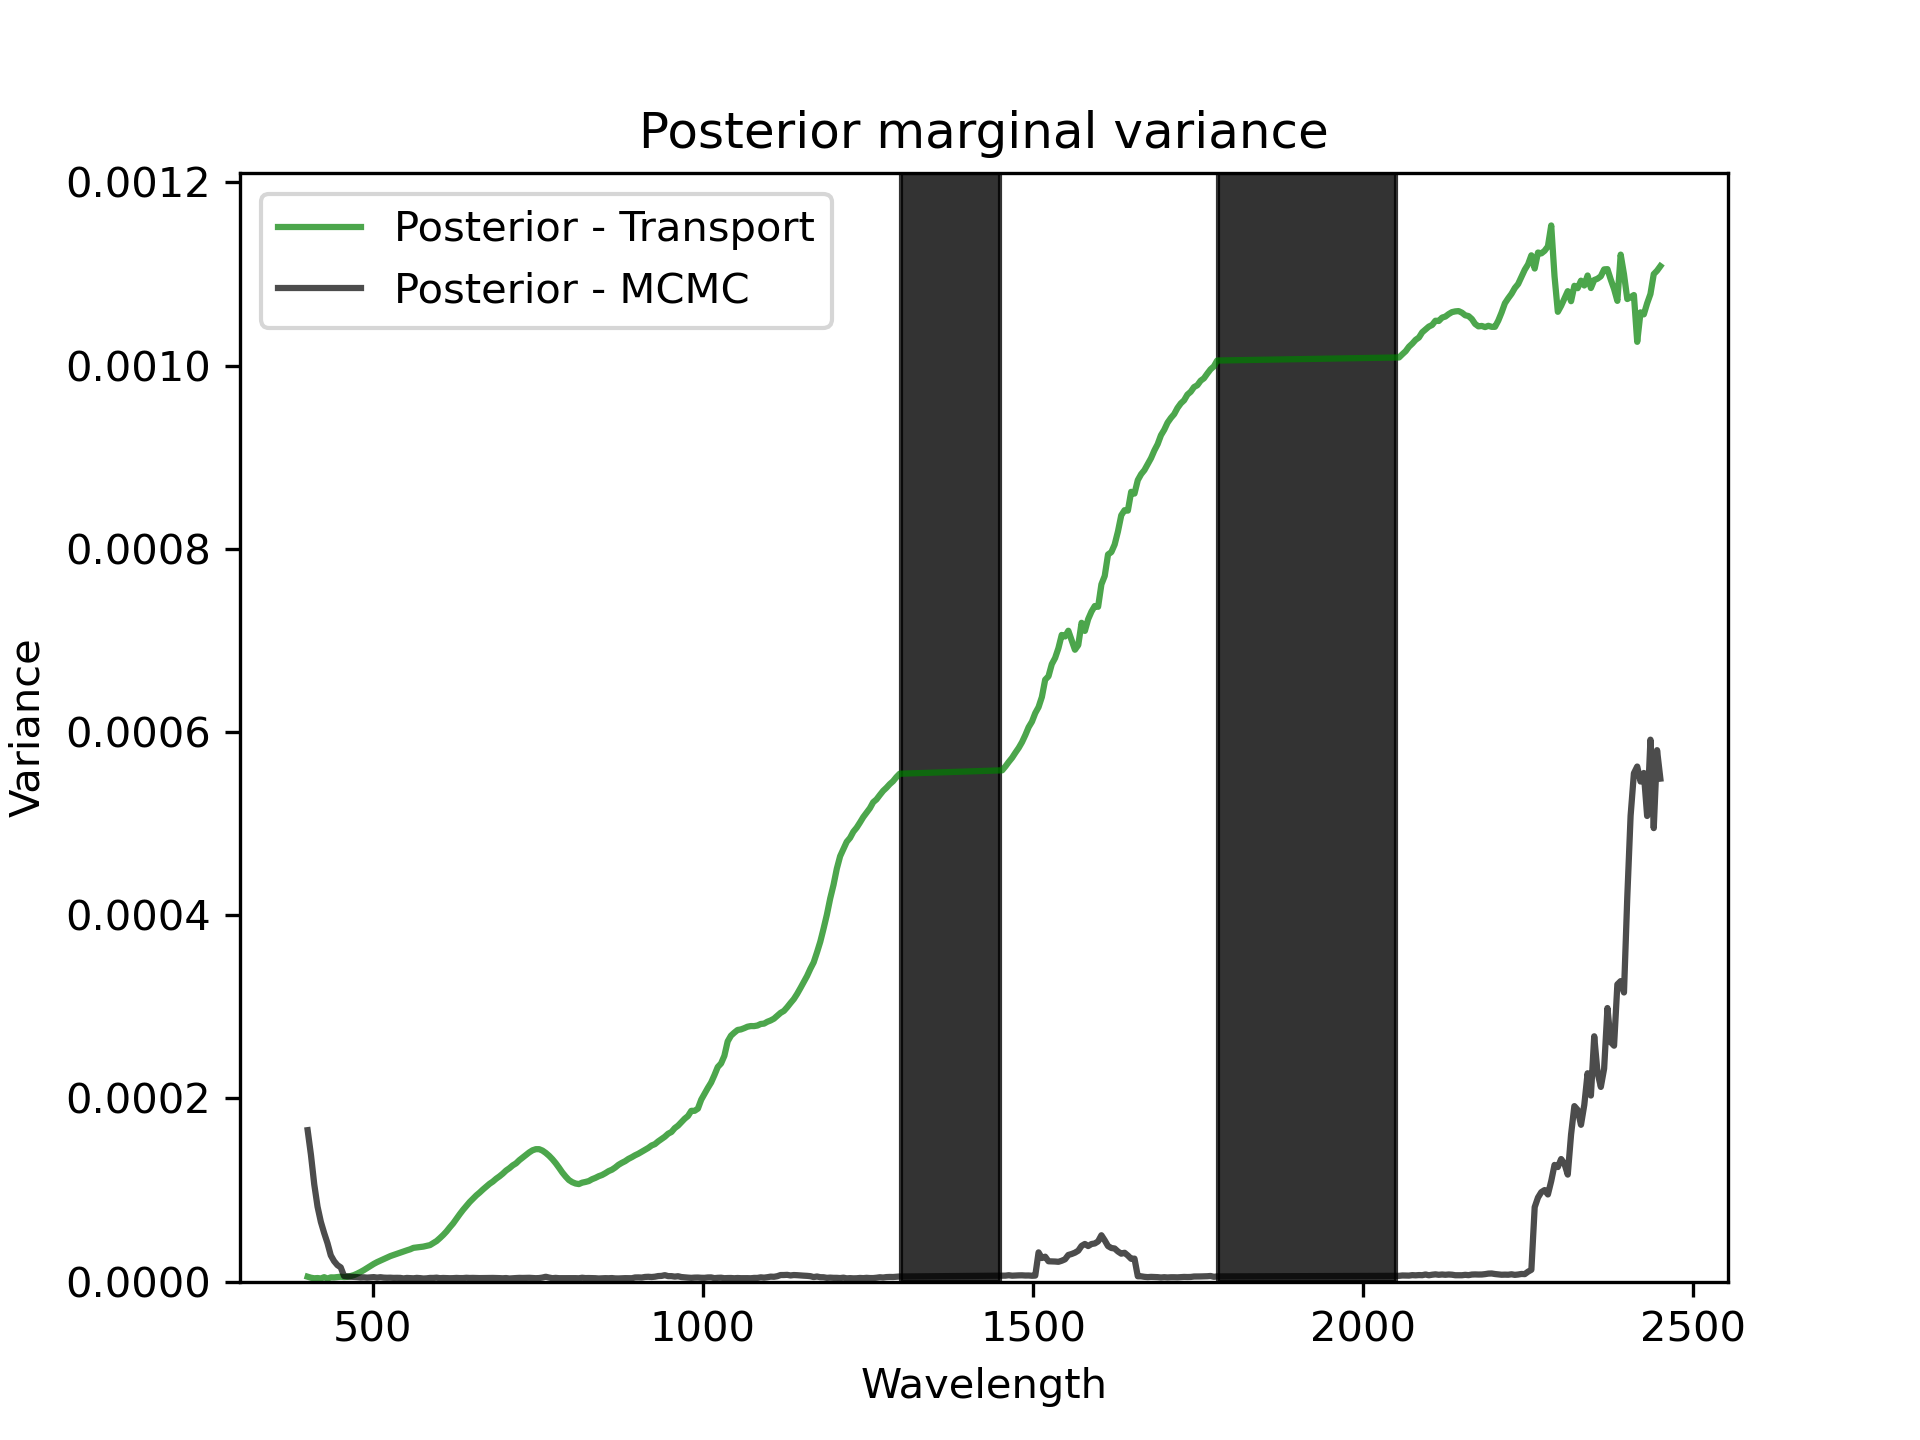 Posterior marginal variance
0.0012
0.0010
0.0008
0.0006
0.0004
0.0002
0.0000
Variance
Posterior - Transport
Posterior - MCMC
500
1000
1500
2000
2500
Wavelength